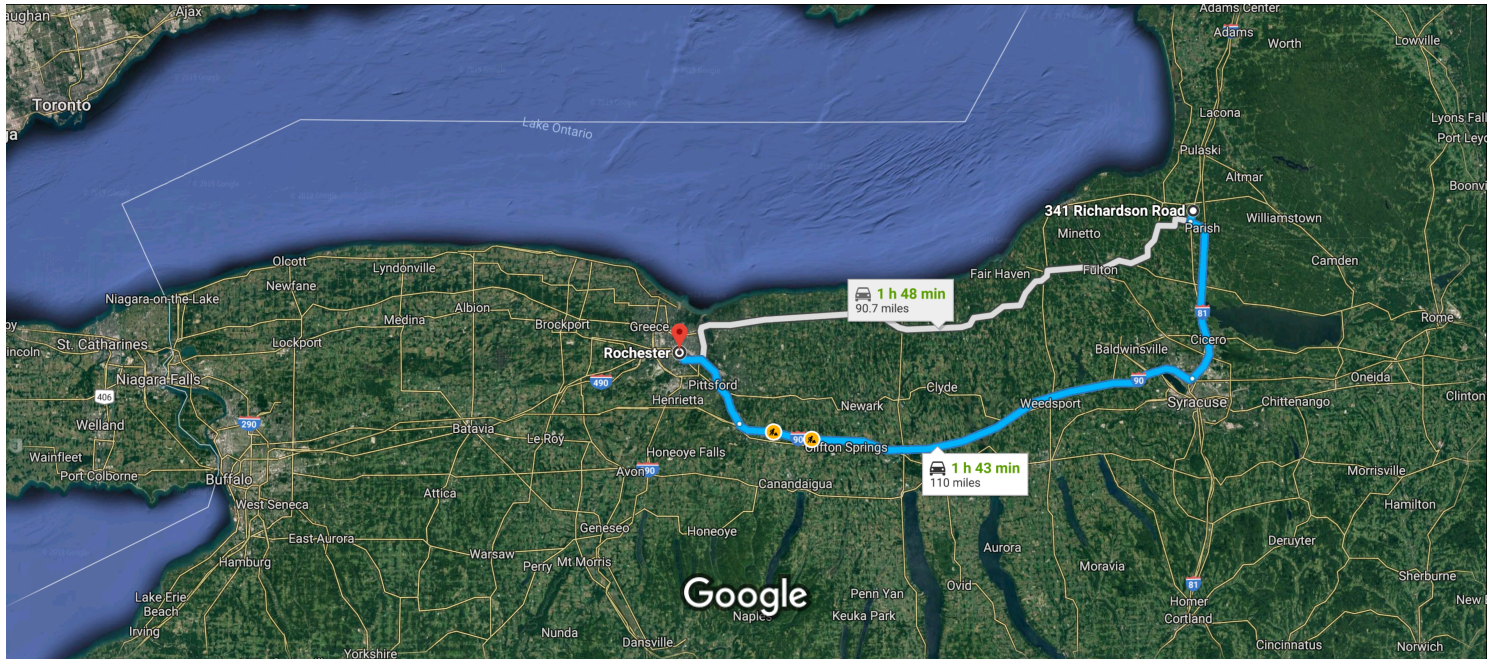 Vaughan
Ajax
Adams Center
Adams
Worth
Lowville
Toronto
Lake Ontario
Lacona
Lyons Falls
Port Leyd
Pulaski
Altmar
Boonvi
341 Richardson Road
Williamstown
Parish
Minetto
Camden
Olcott
Lyndonville
Fair Haven
Fulton
Newfane
1 h 48 min
90.7 miles
Niagara-on-the-Lake
Albion
81
Rome
Medina
Brockport
Greece
St. Catharines
Lockport
Cicero
Rochester
Baldwinsville
Niagara Falls
490
Pittsford
90
Oneida
406
Henrietta
Clyde
Weedsport
Syracuse
Chittenango
Clinton
Newark
Welland
290
Batavia
Le Roy
90
Clifton Springs
Wainfleet
Honeoye Falls
1 h 43 min
110 miles
Port Colborne
Buffalo
Avon
90
Canandaigua
Morrisville
Attica
West Seneca
Geneseo
Honeoye
Hamilton
East Aurora
Aurora
Deruyter
Hamburg
Warsaw
Perry
Mt Morris
Moravia
Sherburne
Google
Ovid
81
Lake Erie
Beach
Penn Yan
Homer
Naples
Keuka Park
Cortland
Irving
Nunda
Dansville
Cincinnatus
Norwich
Yorkshire